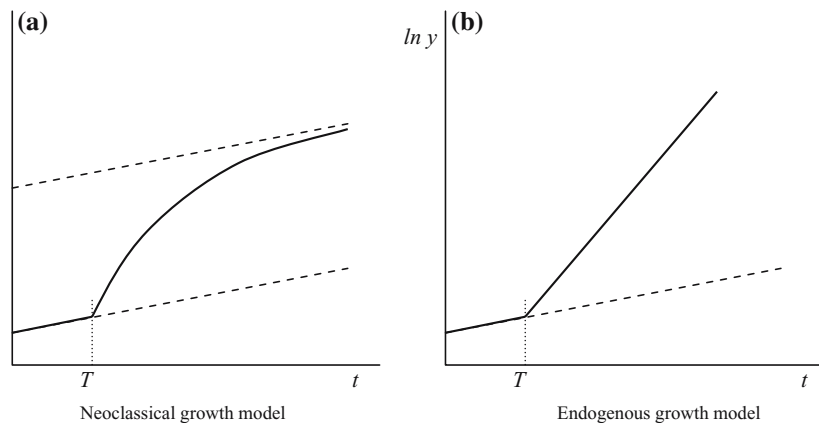 (a)
T
t
Neoclassical growth model
(b)
ln y
T
t
Endogenous growth model